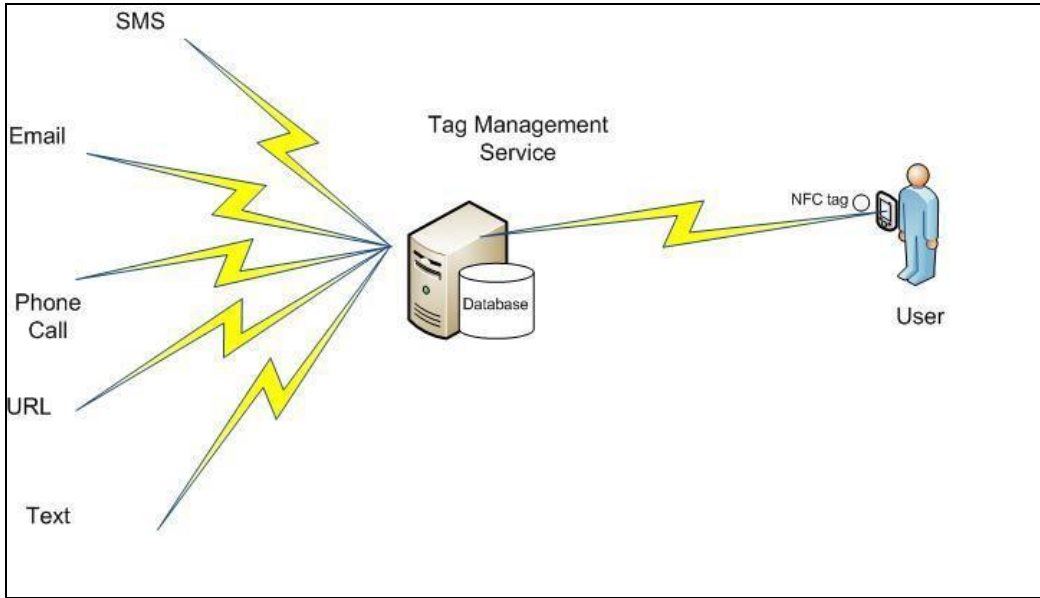 SMS
Email
Tag Management
Service
NFC tag
Phone
Call
Database
User
URL
Text